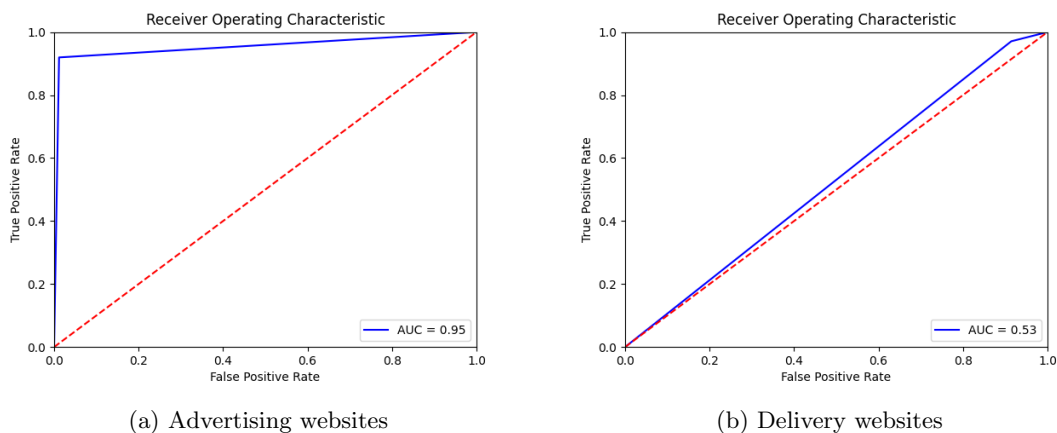 Receiver Operating Characteristic
1.0
0.8
0.6
0.4
0.2
0.0
True Positive Rate
AUC = 0.95
0.0 0.2 0.4 0.6 0.8 1.0
False Positive Rate
(a) Advertising websites
Receiver Operating Characteristic
1.0
0.8
0.6
0.4
0.2
0.0
True Positive Rate
AUC = 0.53
0.0 0.2 0.4 0.6 0.8 1.0
False Positive Rate
(b) Delivery websites